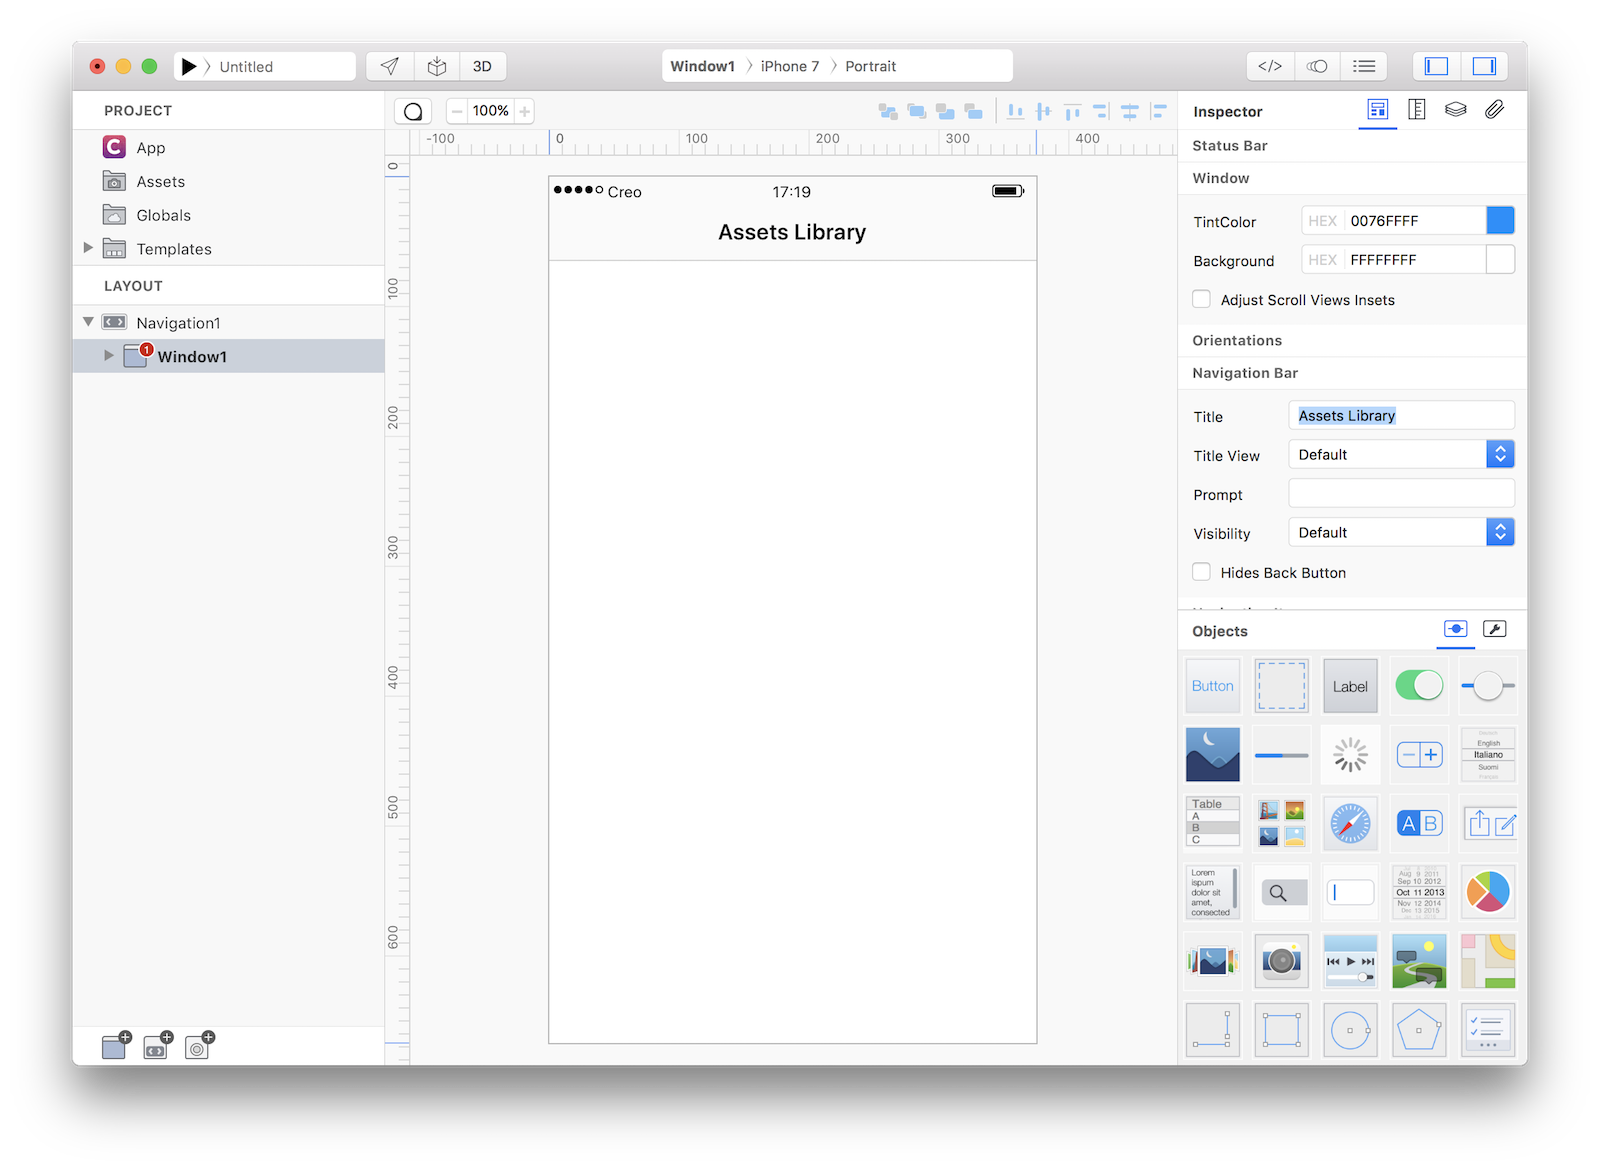 Untitled
3D
Window1
iPhone 7
Portrait
</>
PROJECT
C
App
Assets
Globals
Templates
LAYOUT
Navigation1
1
Window1
100%
-100
0
100
200
300
400
0
100
200
300
400
500
600
Creo
17:19
Assets Library
Inspector
Status Bar
Window
TintColor
HEX 0076FFFF
Background
HEX FFFFFFFF
Adjust Scroll Views Insets
Orientations
Navigation Bar
Title
Assets Library
Title View
Default
Prompt
Visibility
Default
Hides Back Button
Objects
Button
Label
English
Italiano
Suomi
Table
A
B
C
A B
Lorem
ispum
dolor sit
amet,
consected
Aug 9 2011
Sep 10 2012
Oct 11 2013
Nov 12 2014
Dec 13 2015